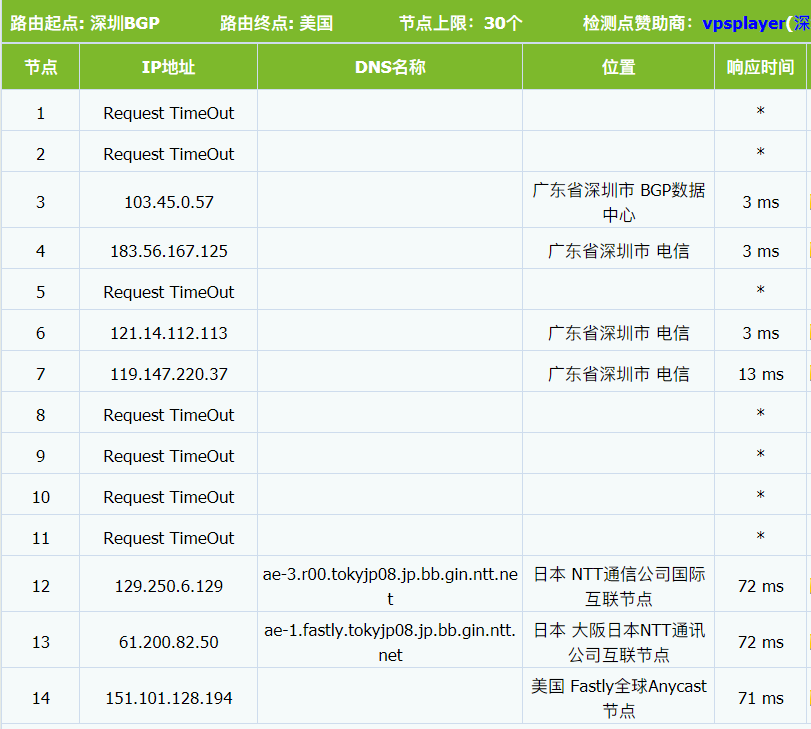 路由起点: 深圳BGP 路由终点: 美国 节点上限：30个 检测点赞助商：vpsplayer(深
节点 IP地址 DNS名称 位置 响应时间
1 Request TimeOut *
2 Request TimeOut *
3 103.45.0.57 广东省深圳市 BGP数据 3 ms
中心
4 183.56.167.125 广东省深圳市 电信 3 ms
5 Request TimeOut *
6 121.14.112.113 广东省深圳市 电信 3 ms
7 119.147.220.37 广东省深圳市 电信 13 ms
8 Request TimeOut *
9 Request TimeOut *
10 Request TimeOut *
11 Request TimeOut *
12 129.250.6.129 ae-3.r00.tokyjp08.jp.bb.gin.ntt.ne 日本 NTT通信公司国际 72 ms
t 互联节点
13 61.200.82.50 ae-1.fastly.tokyjp08.jp.bb.gin.ntt. 日本 大阪日本NTT通讯 72 ms
net 公司互联节点
14 151.101.128.194 美国 Fastly全球Anycast 71 ms
节点